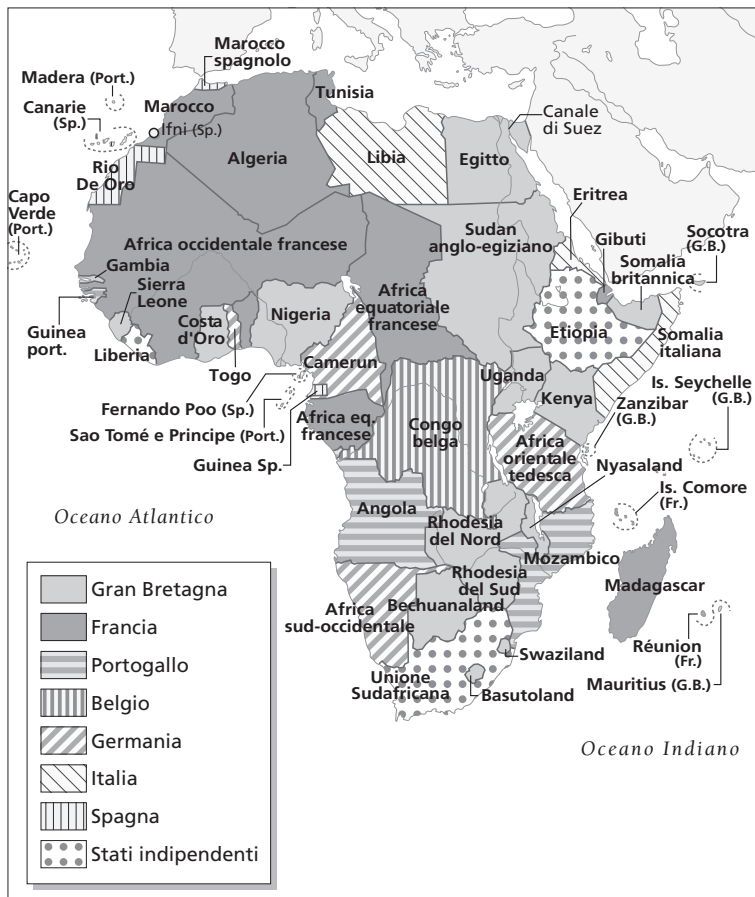 Marocco
spagnolo
Madera (Port.)
Canarie
(Sp.)
Marocco
Ifni (Sp.)
Tunisia
Canale
di Suez
Algeria
Libia
Egitto
Rio
De Oro
Capo
Verde
(Port.)
Eritrea
Sudan
anglo-egiziano
Gibuti
Socotra
(G.B.)
Somalia
britannica
Africa occidentale francese
Gambia
Sierra
Leone
Africa
equatoriale
francese
Guinea
port.
Liberia
Costa
d'Oro
Nigeria
Etiopia
Somalia
italiana
Togo
Camerun
Uganda
Kenya
Is. Seychelle
(G.B.)
Zanzibar
(G.B.)
Fernando Poo (Sp.)
Sao Tomé e Principe (Port.)
Guinea Sp.
Africa eq.
francese
Congo
belga
Africa
orientale
tedesca
Nyasaland
Is. Comore
(Fr.)
Oceano Atlantico
Angola
Rhodesia
del Nord
Mozambico
Madagascar
Rhodesia
del Sud
Bechuanaland
Africa
sud-occidentale
Swaziland
Réunion
(Fr.)
Mauritius (G.B.)
Unione
Sudafricana
Basutoland
Oceano Indiano
Gran Bretagna
Francia
Portogallo
Belgio
Germania
Italia
Spagna
Stati indipendenti